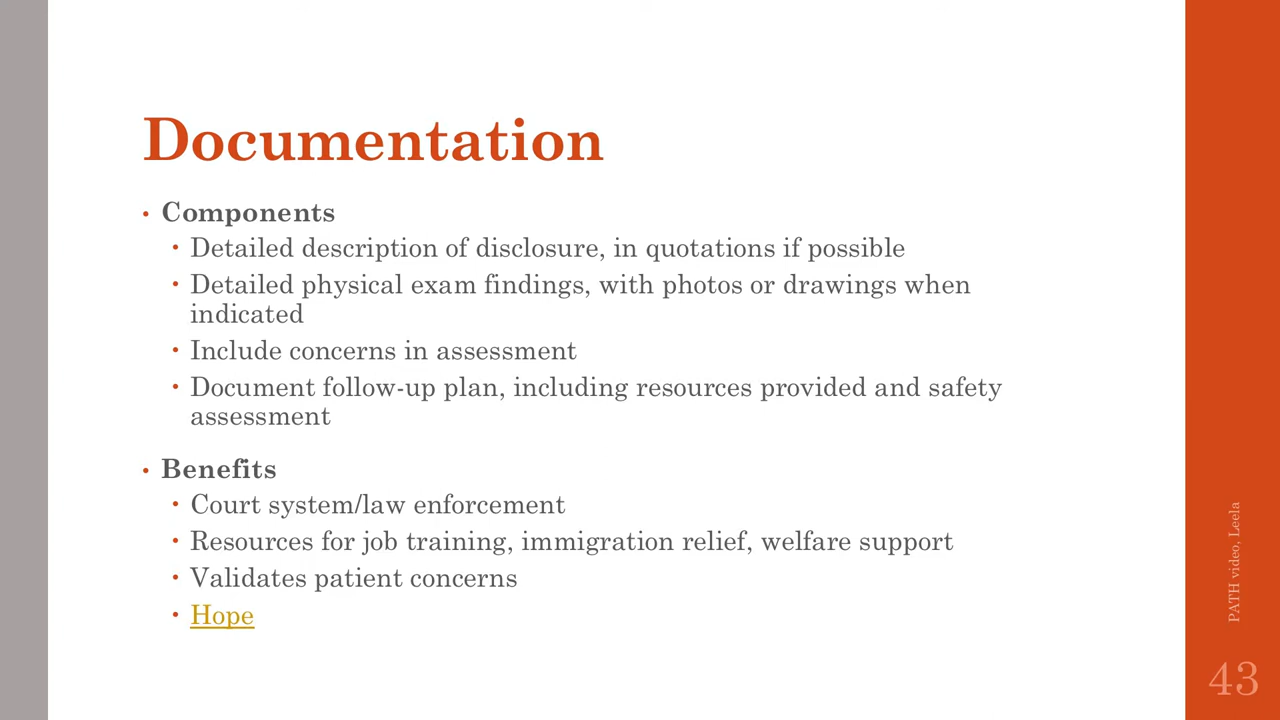 Documentation
• Components
• Detailed description of disclosure, in quotations if possible
• Detailed physical exam findings, with photos or drawings when
indicated
• Include concerns in assessment
• Document follow-up plan, including resources provided and safety
assessment
• Benefits
• Court system/law enforcement
• Resources for job training, immigration relief, welfare support
• Validates patient concerns
• Hope
PATH video, Leela
43